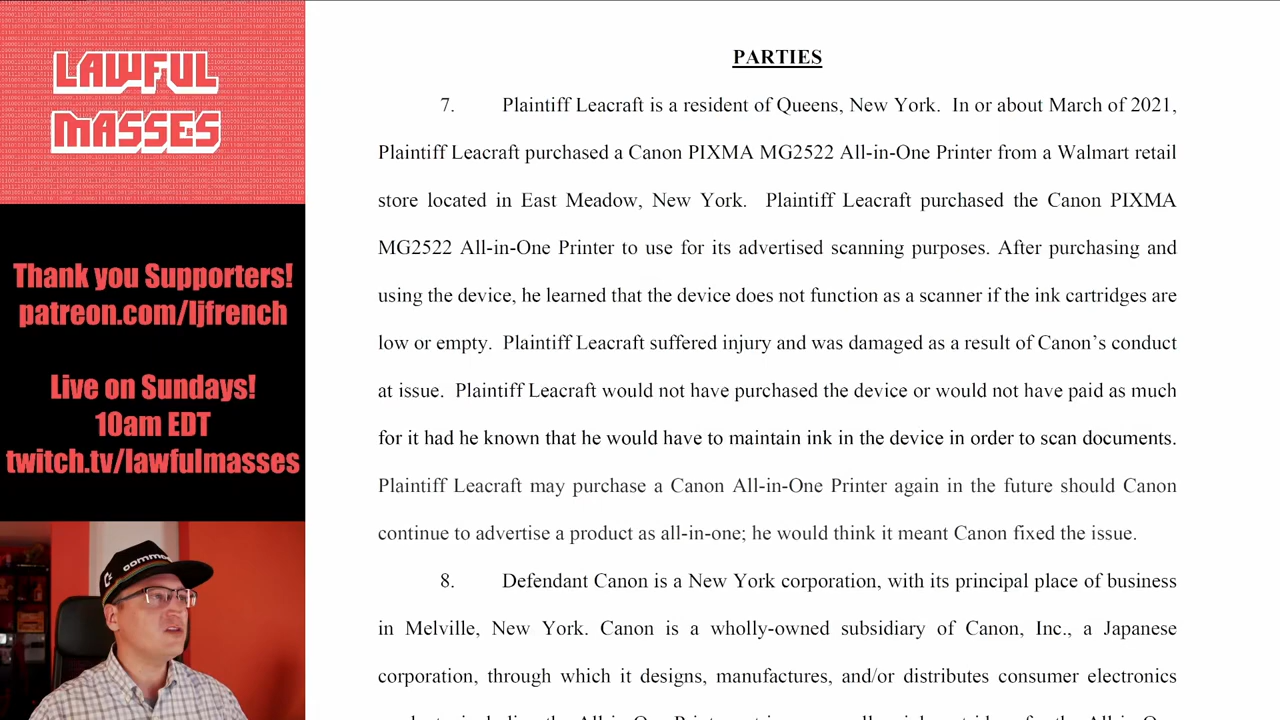 LAWFUL
MASSES
Thank you Supporters!
patreon.com/ljfrench
Live on Sundays!
10am EDT
twitch.tv/lawfulmasses
PARTIES
7. Plaintiff Leacraft is a resident of Queens, New York. In or about March of 2021,
Plaintiff Leacraft purchased a Canon PIXMA MG2522 All-in-One Printer from a Walmart retail
store located in East Meadow, New York. Plaintiff Leacraft purchased the Canon PIXMA
MG2522 All-in-One Printer to use for its advertised scanning purposes. After purchasing and
using the device, he learned that the device does not function as a scanner if the ink cartridges are
low or empty. Plaintiff Leacraft suffered injury and was damaged as a result of Canon’s conduct
at issue. Plaintiff Leacraft would not have purchased the device or would not have paid as much
for it had he known that he would have to maintain ink in the device in order to scan documents.
Plaintiff Leacraft may purchase a Canon All-in-One Printer again in the future should Canon
continue to advertise a product as all-in-one; he would think it meant Canon fixed the issue.
8. Defendant Canon is a New York corporation, with its principal place of business
in Melville, New York. Canon is a wholly-owned subsidiary of Canon, Inc., a Japanese
corporation, through which it designs, manufactures, and/or distributes consumer electronics